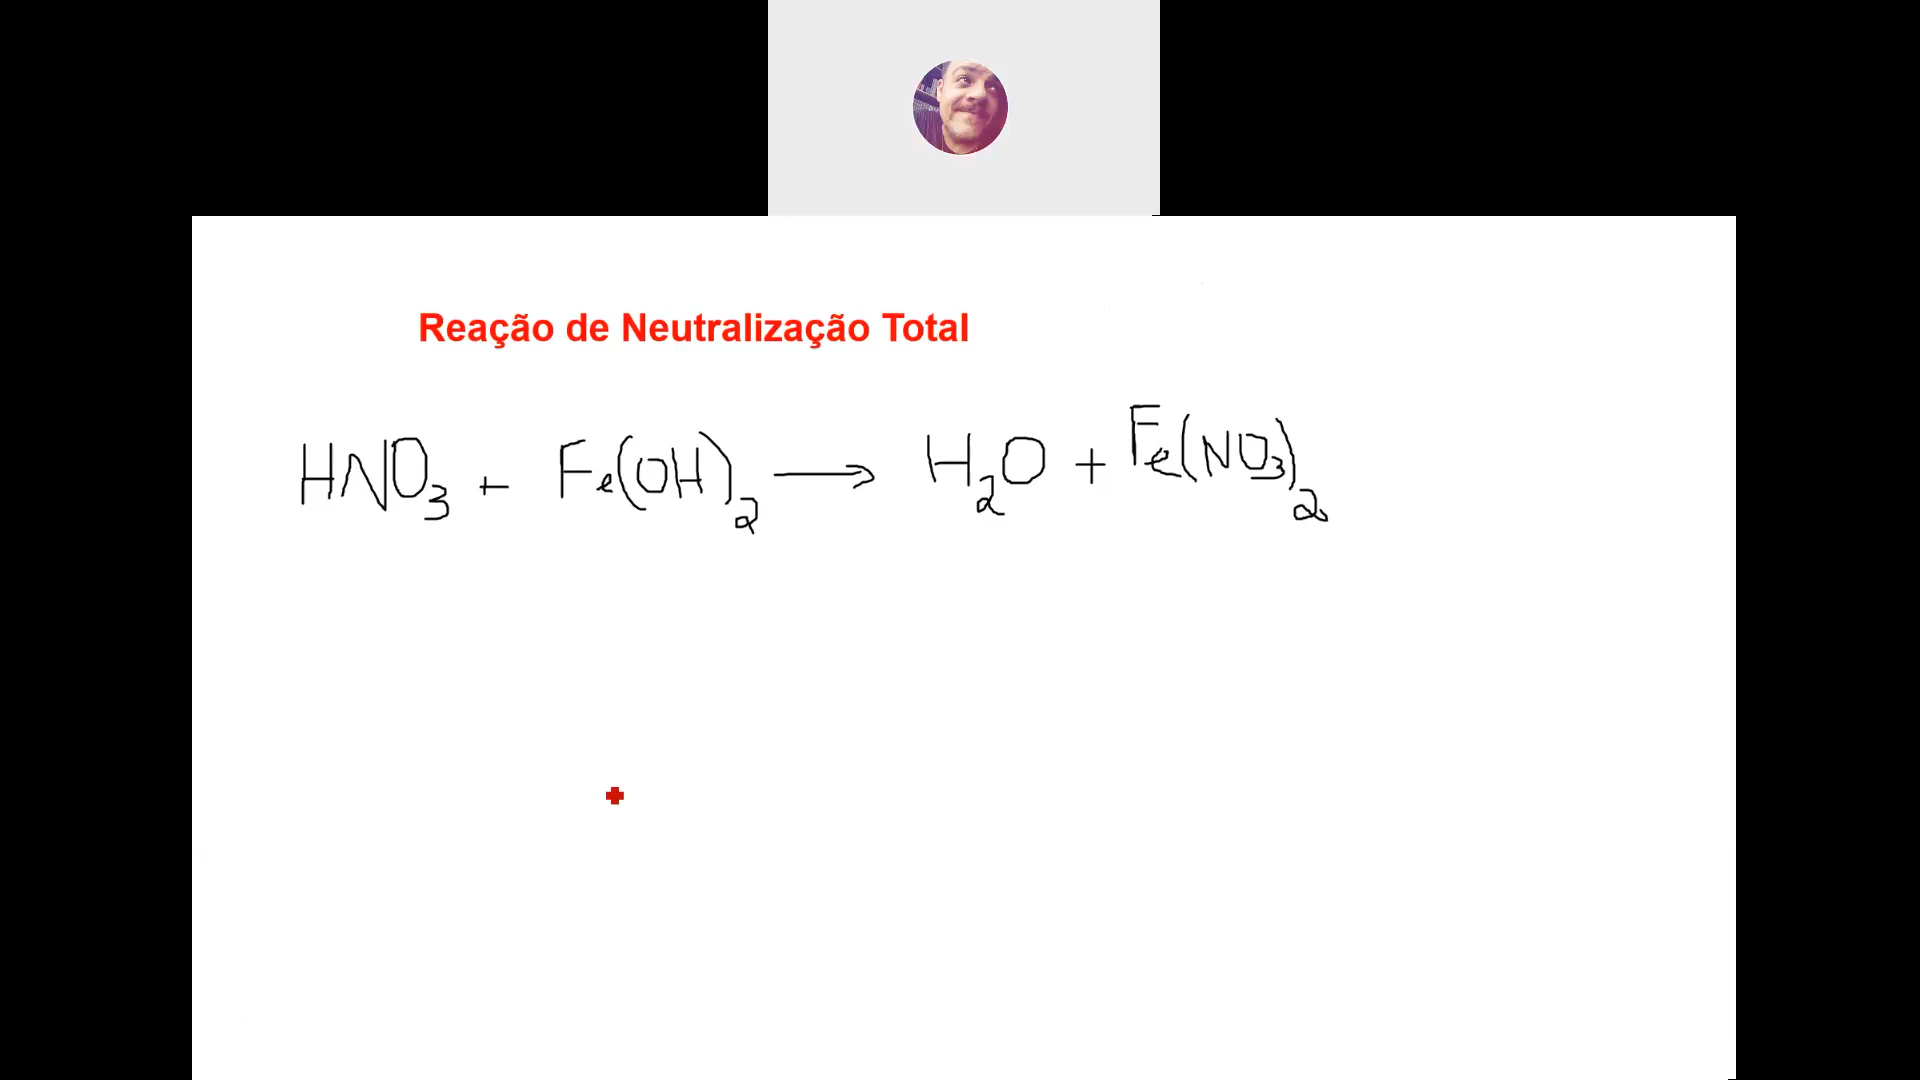 Reação de Neutralização Total
HNO₃ + Fe(OH)₂ → H₂O + Fe(NO₃)₂